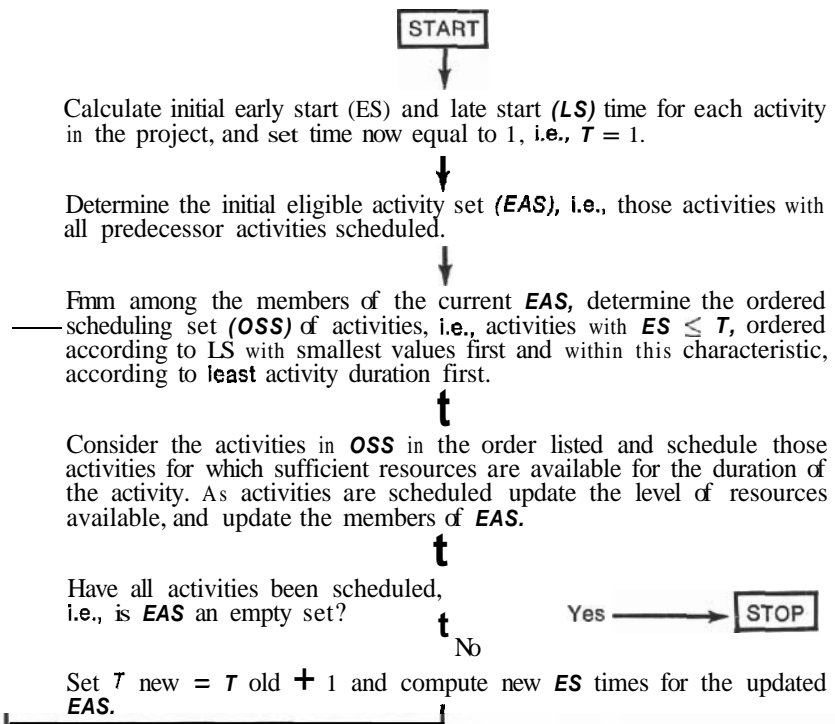 START
Calculate initial early start (ES) and late start (LS) time for each activity
in the project, and set time now equal to 1, i.e., T = 1.
Determine the initial eligible activity set (EAS), i.e., those activities with
all predecessor activities scheduled.
Fmm among the members of the current EAS, determine the ordered
scheduling set (OSS) of activities, i.e., activities with ES ≤ T, ordered
according to LS with smallest values first and within this characteristic,
according to least activity duration first.
t
Consider the activities in OSS in the order listed and schedule those
activities for which sufficient resources are available for the duration of
the activity. As activities are scheduled update the level of resources
available, and update the members of EAS.
t
Have all activities been scheduled,
i.e., is EAS an empty set?
t
Yes
STOP
No
Set T new = T old + 1 and compute new ES times for the updated
EAS.